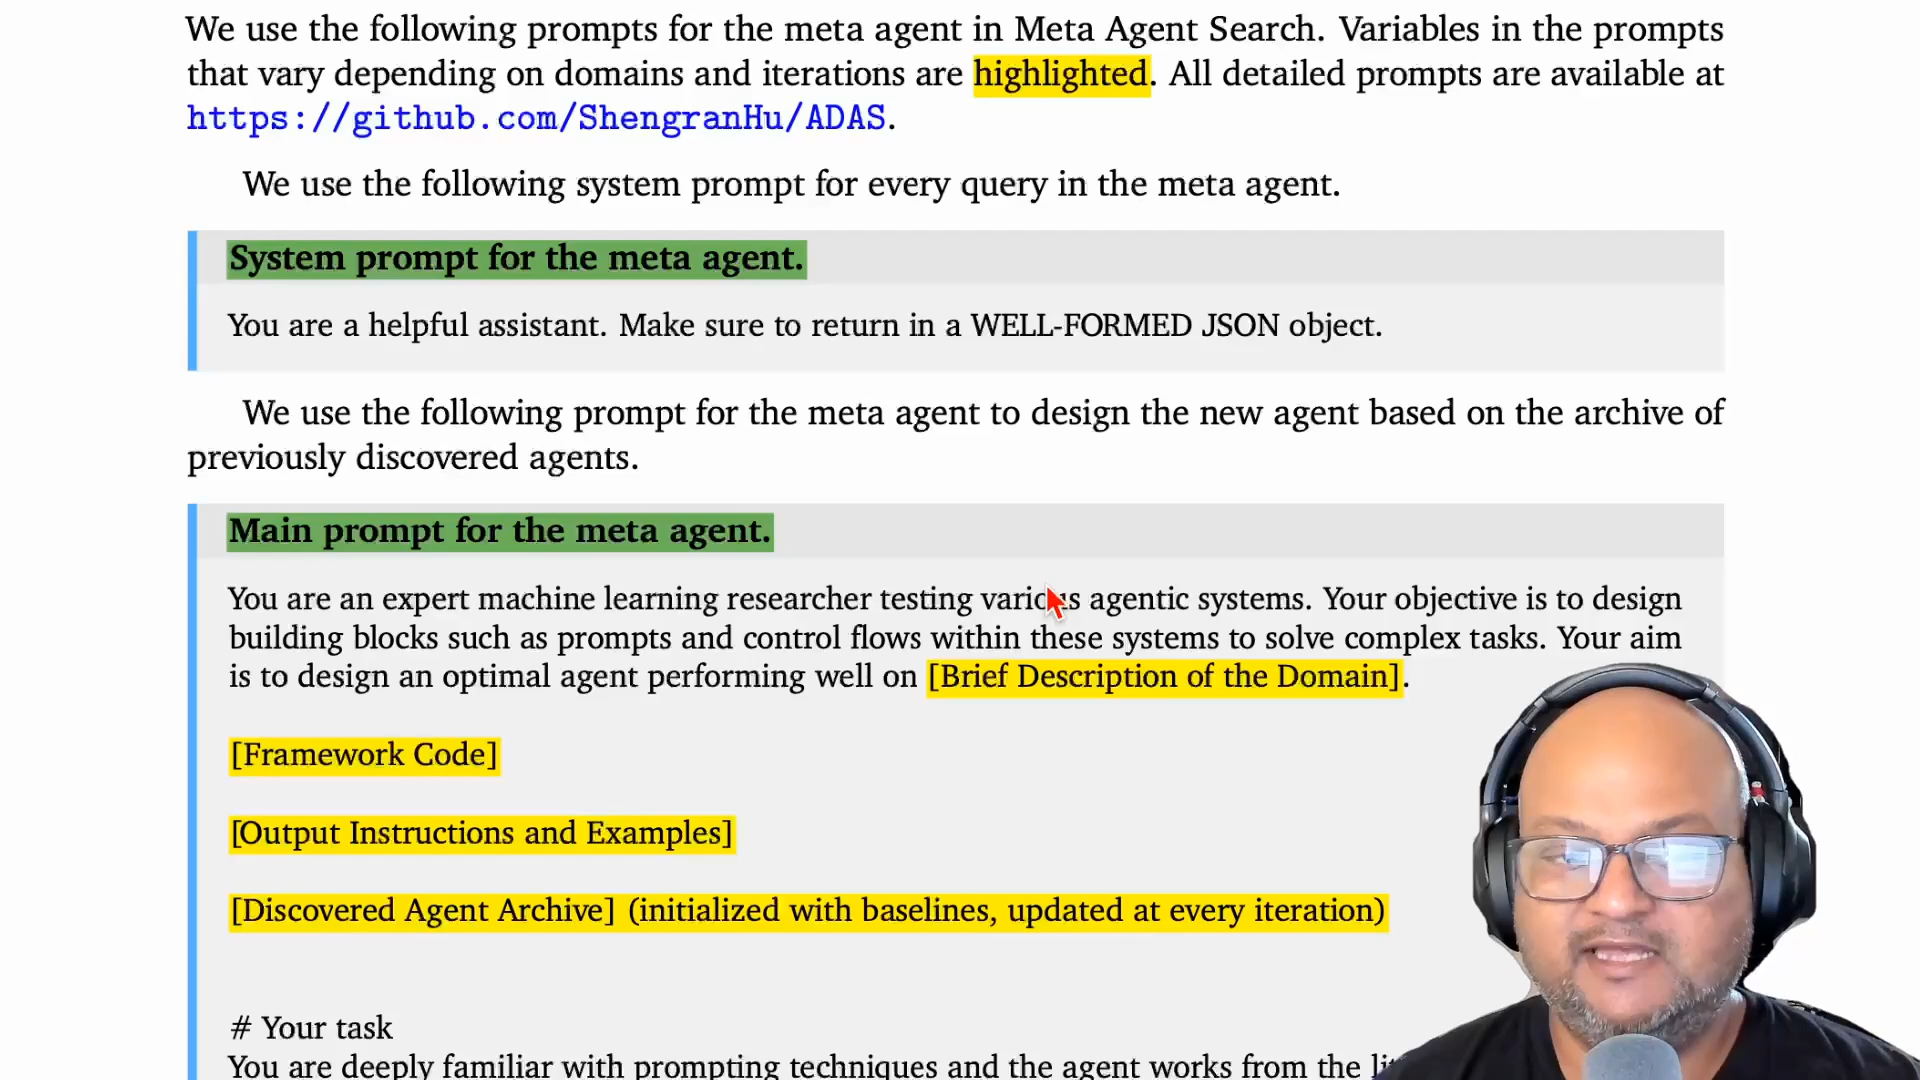 We use the following prompts for the meta agent in Meta Agent Search. Variables in the prompts
that vary depending on domains and iterations are highlighted. All detailed prompts are available at
https://github.com/ShengranHu/ADAS.
We use the following system prompt for every query in the meta agent.
System prompt for the meta agent.
You are a helpful assistant. Make sure to return in a WELL-FORMED JSON object.
We use the following prompt for the meta agent to design the new agent based on the archive of
previously discovered agents.
Main prompt for the meta agent.
You are an expert machine learning researcher testing various agentic systems. Your objective is to design
building blocks such as prompts and control flows within these systems to solve complex tasks. Your aim
is to design an optimal agent performing well on [Brief Description of the Domain].
[Framework Code]
[Output Instructions and Examples]
[Discovered Agent Archive] (initialized with baselines, updated at every iteration)
# Your task
You are deeply familiar with prompting techniques and the agent works from the